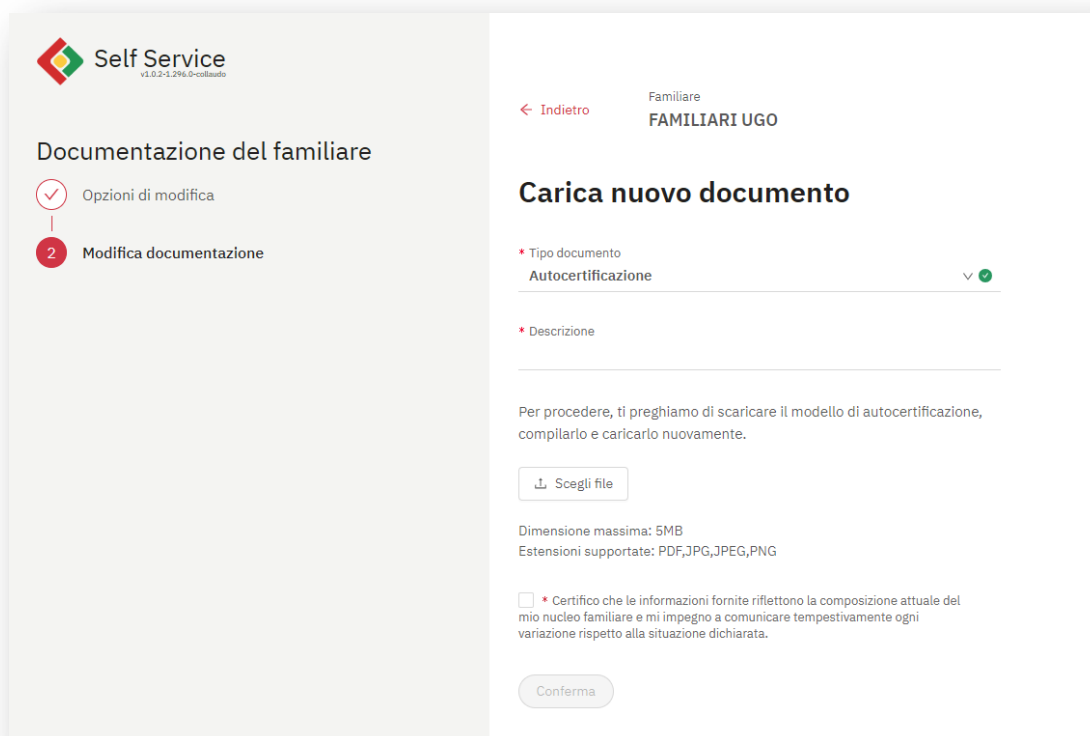 Self Service
v1.0.2-1.296.0-collaudo
Documentazione del familiare
Opzioni di modifica
2 Modifica documentazione
← Indietro
Familiare
FAMILIARI UGO
Carica nuovo documento
* Tipo documento
Autocertificazione
* Descrizione
Per procedere, ti preghiamo di scaricare il modello di autocertificazione,
compilarlo e caricarlo nuovamente.
Scegli file
Dimensione massima: 5MB
Estensioni supportate: PDF,JPG,JPEG,PNG
* Certifico che le informazioni fornite riflettono la composizione attuale del
mio nucleo familiare e mi impegno a comunicare tempestivamente ogni
variazione rispetto alla situazione dichiarata.
Conferma